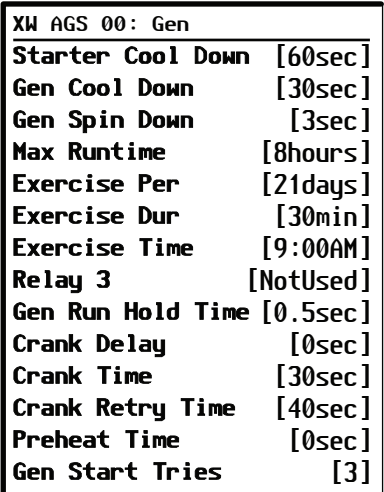 XW AGS 00: Gen
Starter Cool Down [60sec]
Gen Cool Down [30sec]
Gen Spin Down [3sec]
Max Runtime [8hours]
Exercise Per [21days]
Exercise Dur [30min]
Exercise Time [9:00AM]
Relay 3 [NotUsed]
Gen Run Hold Time [0.5sec]
Crank Delay [0sec]
Crank Time [30sec]
Crank Retry Time [40sec]
Preheat Time [0sec]
Gen Start Tries [3]